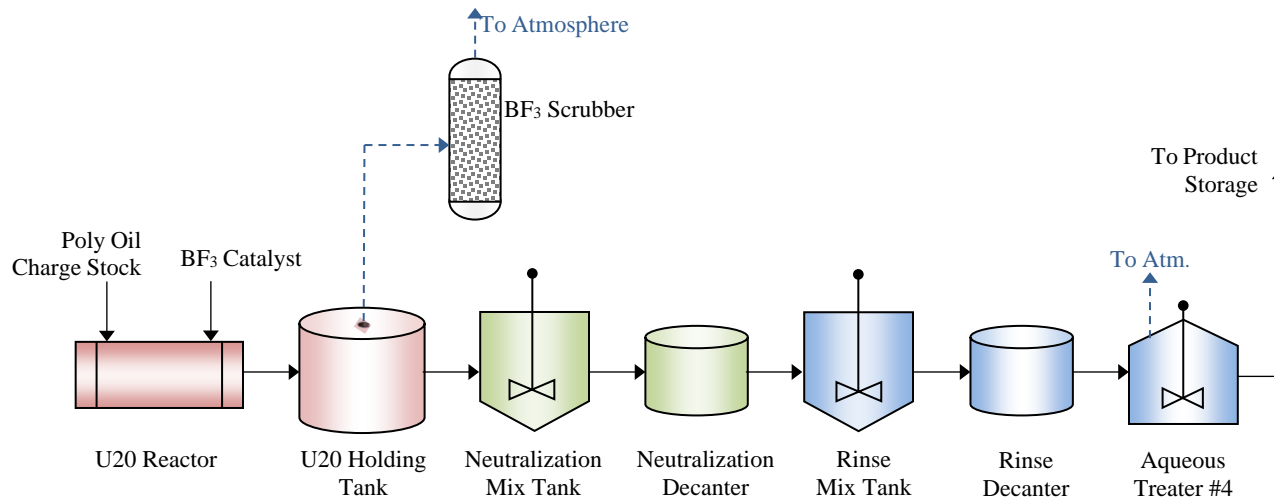 To Atmosphere
BF₃ Scrubber
To Product
Storage
Poly Oil
Charge Stock
BF₃ Catalyst
To Atm.
U20 Reactor
U20 Holding
Tank
Neutralization
Mix Tank
Neutralization
Decanter
Rinse
Mix Tank
Rinse
Decanter
Aqueous
Treater #4